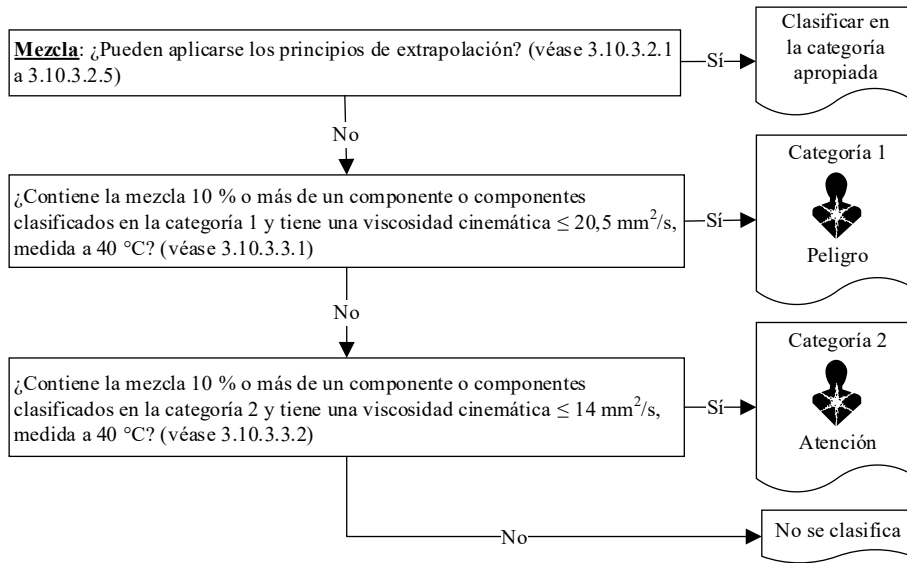 Mezcla: ¿Pueden aplicarse los principios de extrapolación? (véase 3.10.3.2.1
a 3.10.3.2.5)
Sí
Clasificar en
la categoría
apropiada
No
¿Contiene la mezcla 10 % o más de un componente o componentes
clasificados en la categoría 1 y tiene una viscosidad cinemática ≤ 20,5 mm²/s,
medida a 40 °C? (véase 3.10.3.3.1)
Sí
Categoría 1
Peligro
No
¿Contiene la mezcla 10 % o más de un componente o componentes
clasificados en la categoría 2 y tiene una viscosidad cinemática ≤ 14 mm²/s,
medida a 40 °C? (véase 3.10.3.3.2)
Sí
Categoría 2
Atención
No
No se clasifica